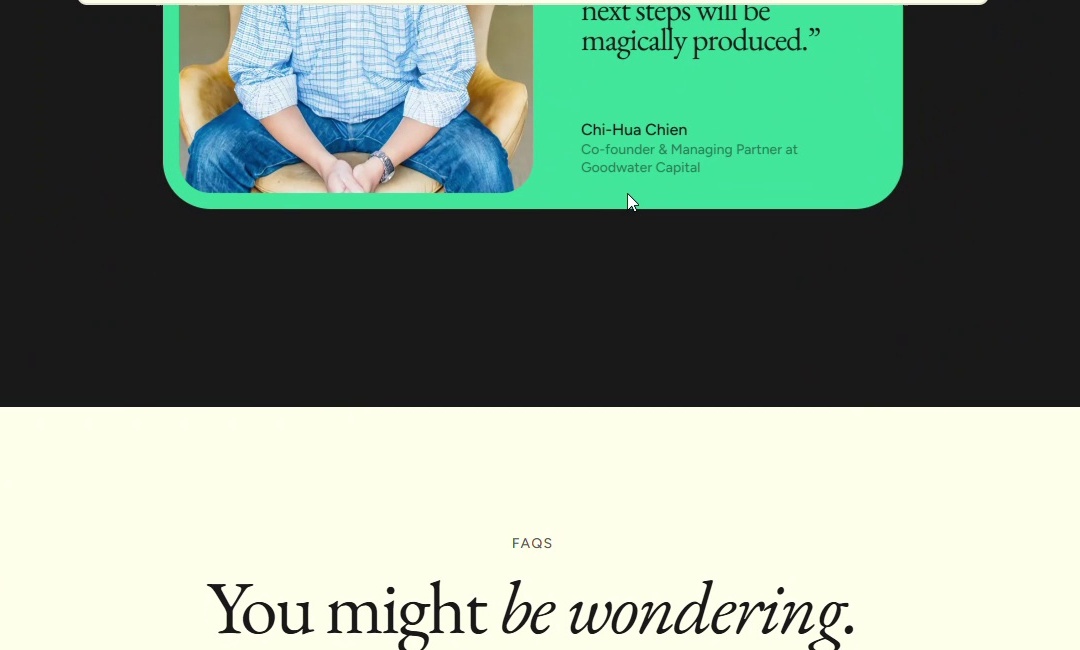 next steps will be
magically produced.”
Chi-Hua Chien
Co-founder & Managing Partner at
Goodwater Capital
FAQS
You might be wondering.